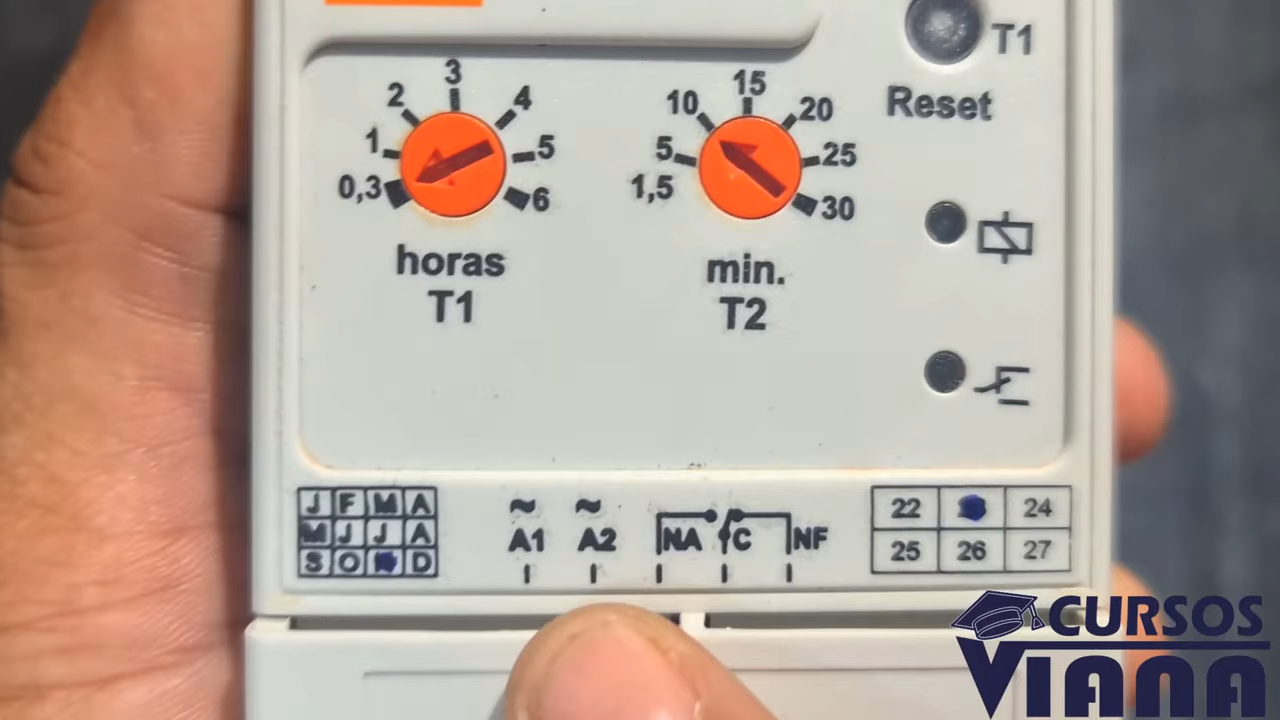 T1
Reset
0,3 1 2 3 4 5 6
horas
T1
1,5 5 10 15 20 25 30
min.
T2
J F M A
M J J A
S O D
~ ~
A1 A2 NA C NF
22 24
25 26 27
CURSOS
VIANA